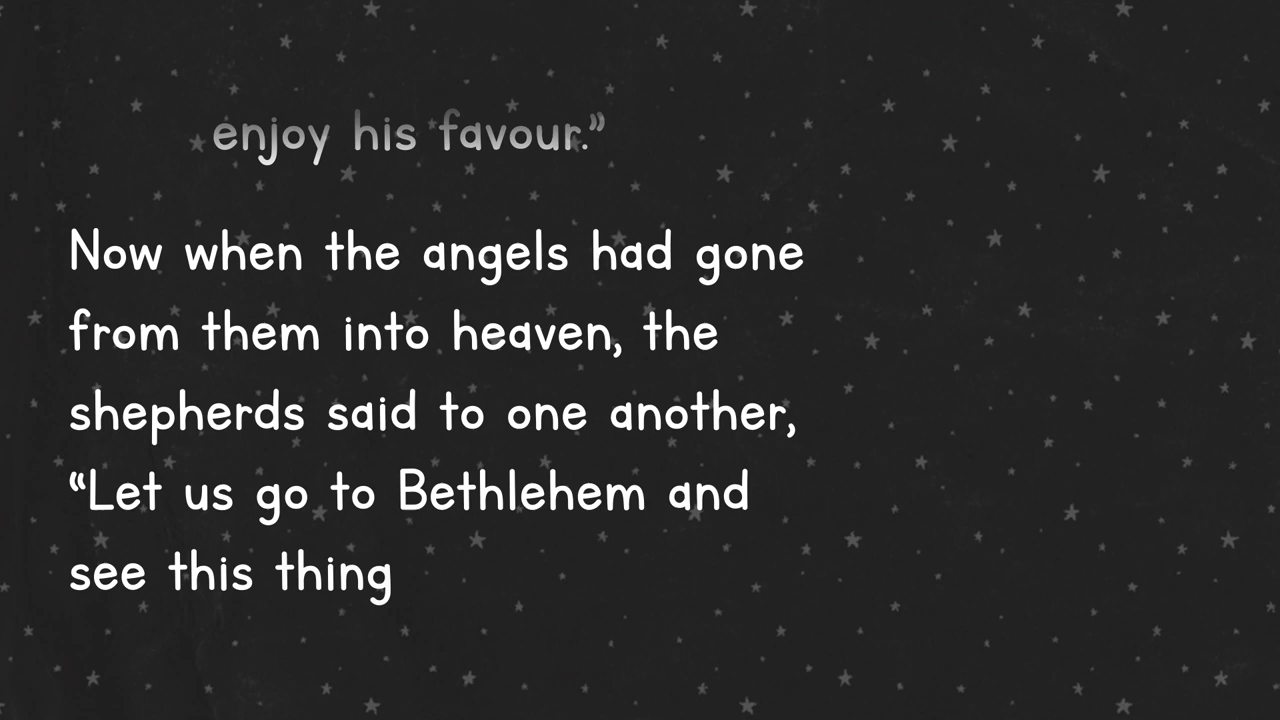 enjoy his favour.”
Now when the angels had gone
from them into heaven, the
shepherds said to one another,
“Let us go to Bethlehem and
see this thing